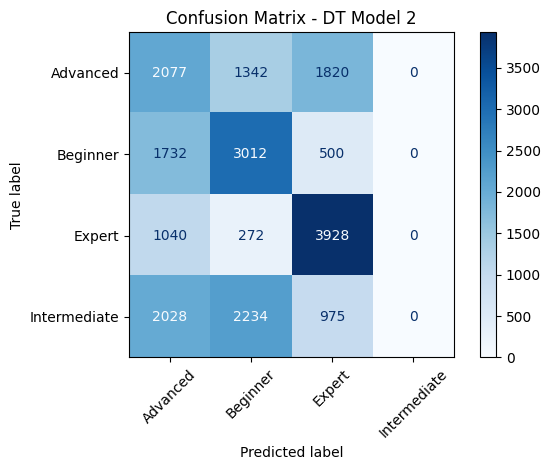 Confusion Matrix - DT Model 2
Advanced 2077 1342 1820 0
Beginner 1732 3012 500 0
Expert 1040 272 3928 0
Intermediate 2028 2234 975 0
Advanced Beginner Expert Intermediate
Predicted label
True label
3500
3000
2500
2000
1500
1000
500
0